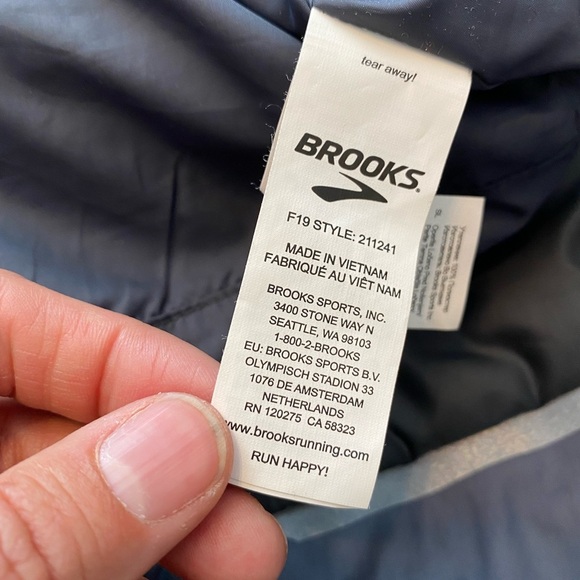 tear away!
BROOKS
F19 STYLE: 211241
MADE IN VIETNAM
FABRIQUÉ AU VIÊT NAM
BROOKS SPORTS, INC.
3400 STONE WAY N
SEATTLE, WA 98103
1-800-2-BROOKS
EU: BROOKS SPORTS B.V.
OLYMPISCH STADION 33
1076 DE AMSTERDAM
NETHERLANDS
RN 120275 CA 58323
www.brooksrunning.com
RUN HAPPY!